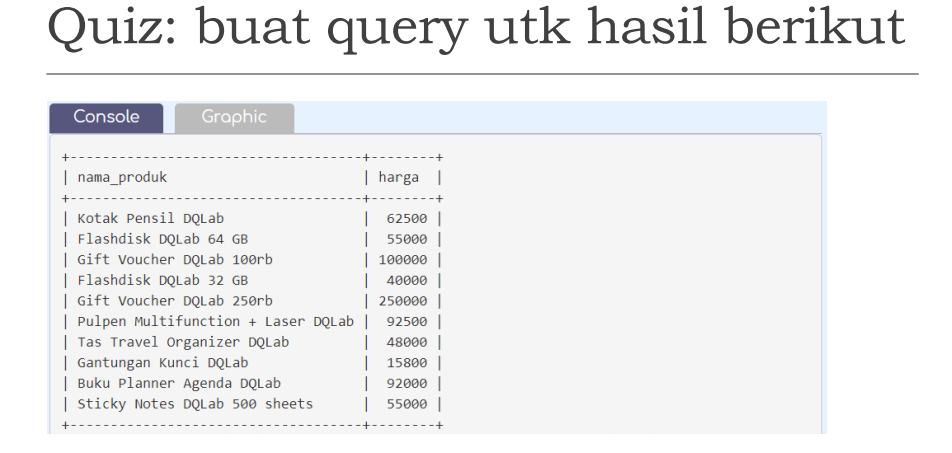 Quiz: buat query utk hasil berikut
Console Graphic
+-----------------------------------+--------+
| nama_produk | harga |
+-----------------------------------+--------+
| Kotak Pensil DQLab | 62500 |
| Flashdisk DQLab 64 GB | 55000 |
| Gift Voucher DQLab 100rb | 100000 |
| Flashdisk DQLab 32 GB | 40000 |
| Gift Voucher DQLab 250rb | 250000 |
| Pulpen Multifunction + Laser DQLab | 92500 |
| Tas Travel Organizer DQLab | 48000 |
| Gantungan Kunci DQLab | 15800 |
| Buku Planner Agenda DQLab | 92000 |
| Sticky Notes DQLab 500 sheets | 55000 |
+-----------------------------------+--------+